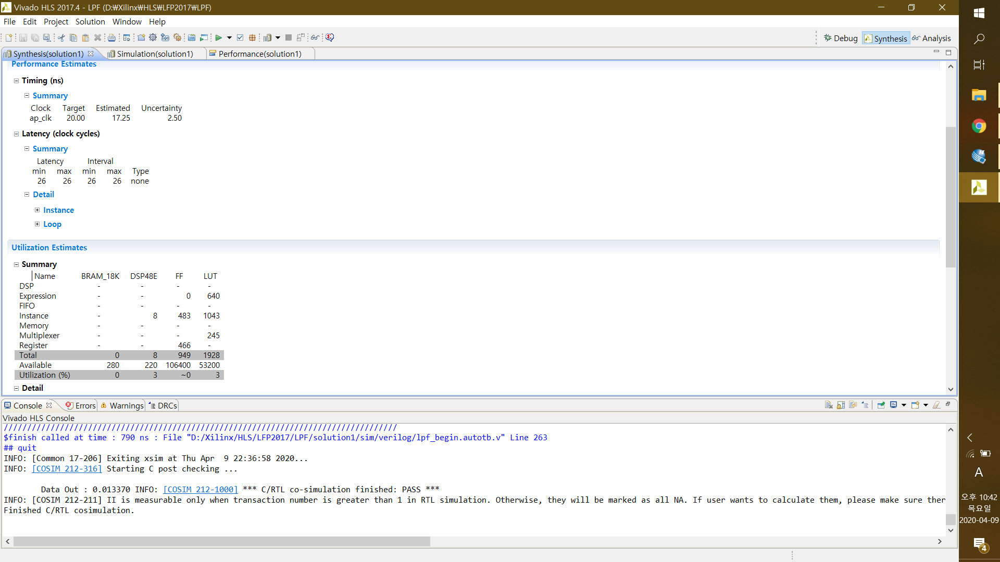 Vivado HLS 2017.4 - LPF (D:₩Xilinx₩HLS₩LFP2017₩LPF)
File Edit Project Solution Window Help
Debug Synthesis Analysis
Synthesis(solution1) Simulation(solution1) Performance(solution1)
Performance Estimates
Timing (ns)
Summary
Clock Target Estimated Uncertainty
ap_clk 20.00 17.25 2.50
Latency (clock cycles)
Summary
Latency Interval
min max min max Type
26 26 26 26 none
Detail
Instance
Loop
Utilization Estimates
Summary
Name BRAM_18K DSP48E FF LUT
DSP - - - -
Expression - - 0 640
FIFO - - - -
Instance - 8 483 1043
Memory - - - -
Multiplexer - - - 245
Register - - 466 -
Total 0 8 949 1928
Available 280 220 106400 53200
Utilization (%) 0 3 ~0 3
Detail
Console Errors Warnings DRCs
Vivado HLS Console
////////////////////////////////////////////////////////////////////////////////////
$finish called at time : 790 ns : File "D:/Xilinx/HLS/LFP2017/LPF/solution1/sim/verilog/lpf_begin.autotb.v" Line 263
## quit
INFO: [Common 17-206] Exiting xsim at Thu Apr  9 22:36:58 2020...
INFO: [COSIM 212-316] Starting C post checking ...
Data Out : 0.013370 INFO: [COSIM 212-1000] *** C/RTL co-simulation finished: PASS ***
INFO: [COSIM 212-211] II is measurable only when transaction number is greater than 1 in RTL simulation. Otherwise, they will be marked as all NA. If user wants to calculate them, please make sure ther
Finished C/RTL cosimulation.
A
오후 10:42
목요일
2020-04-09
4